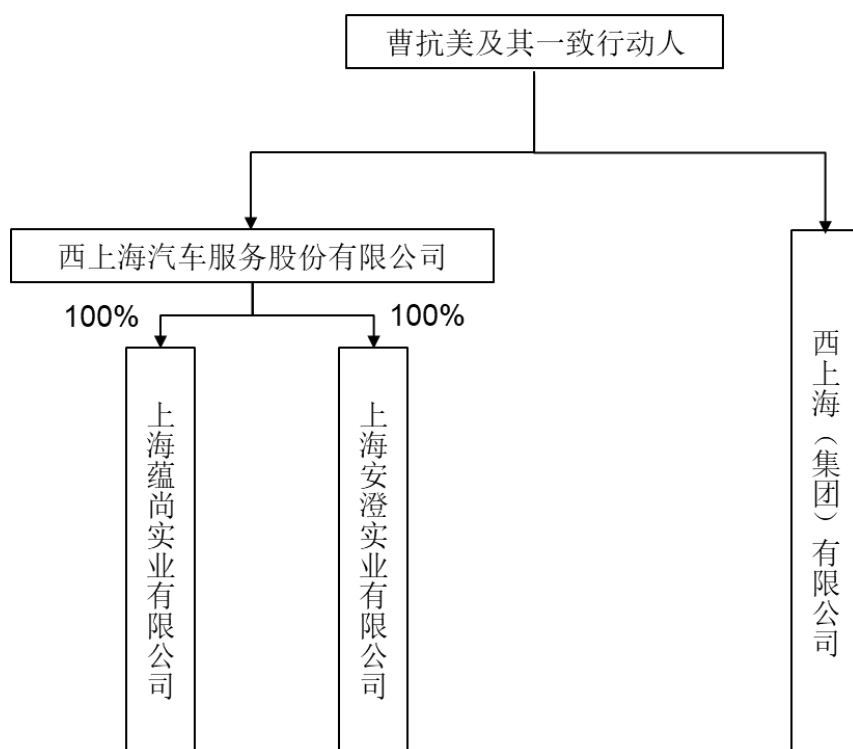 曹抗美及其一致行动人
西上海汽车服务股份有限公司
100%
100%
上海蕴尚实业有限公司
上海安澄实业有限公司
西上海（集团）有限公司